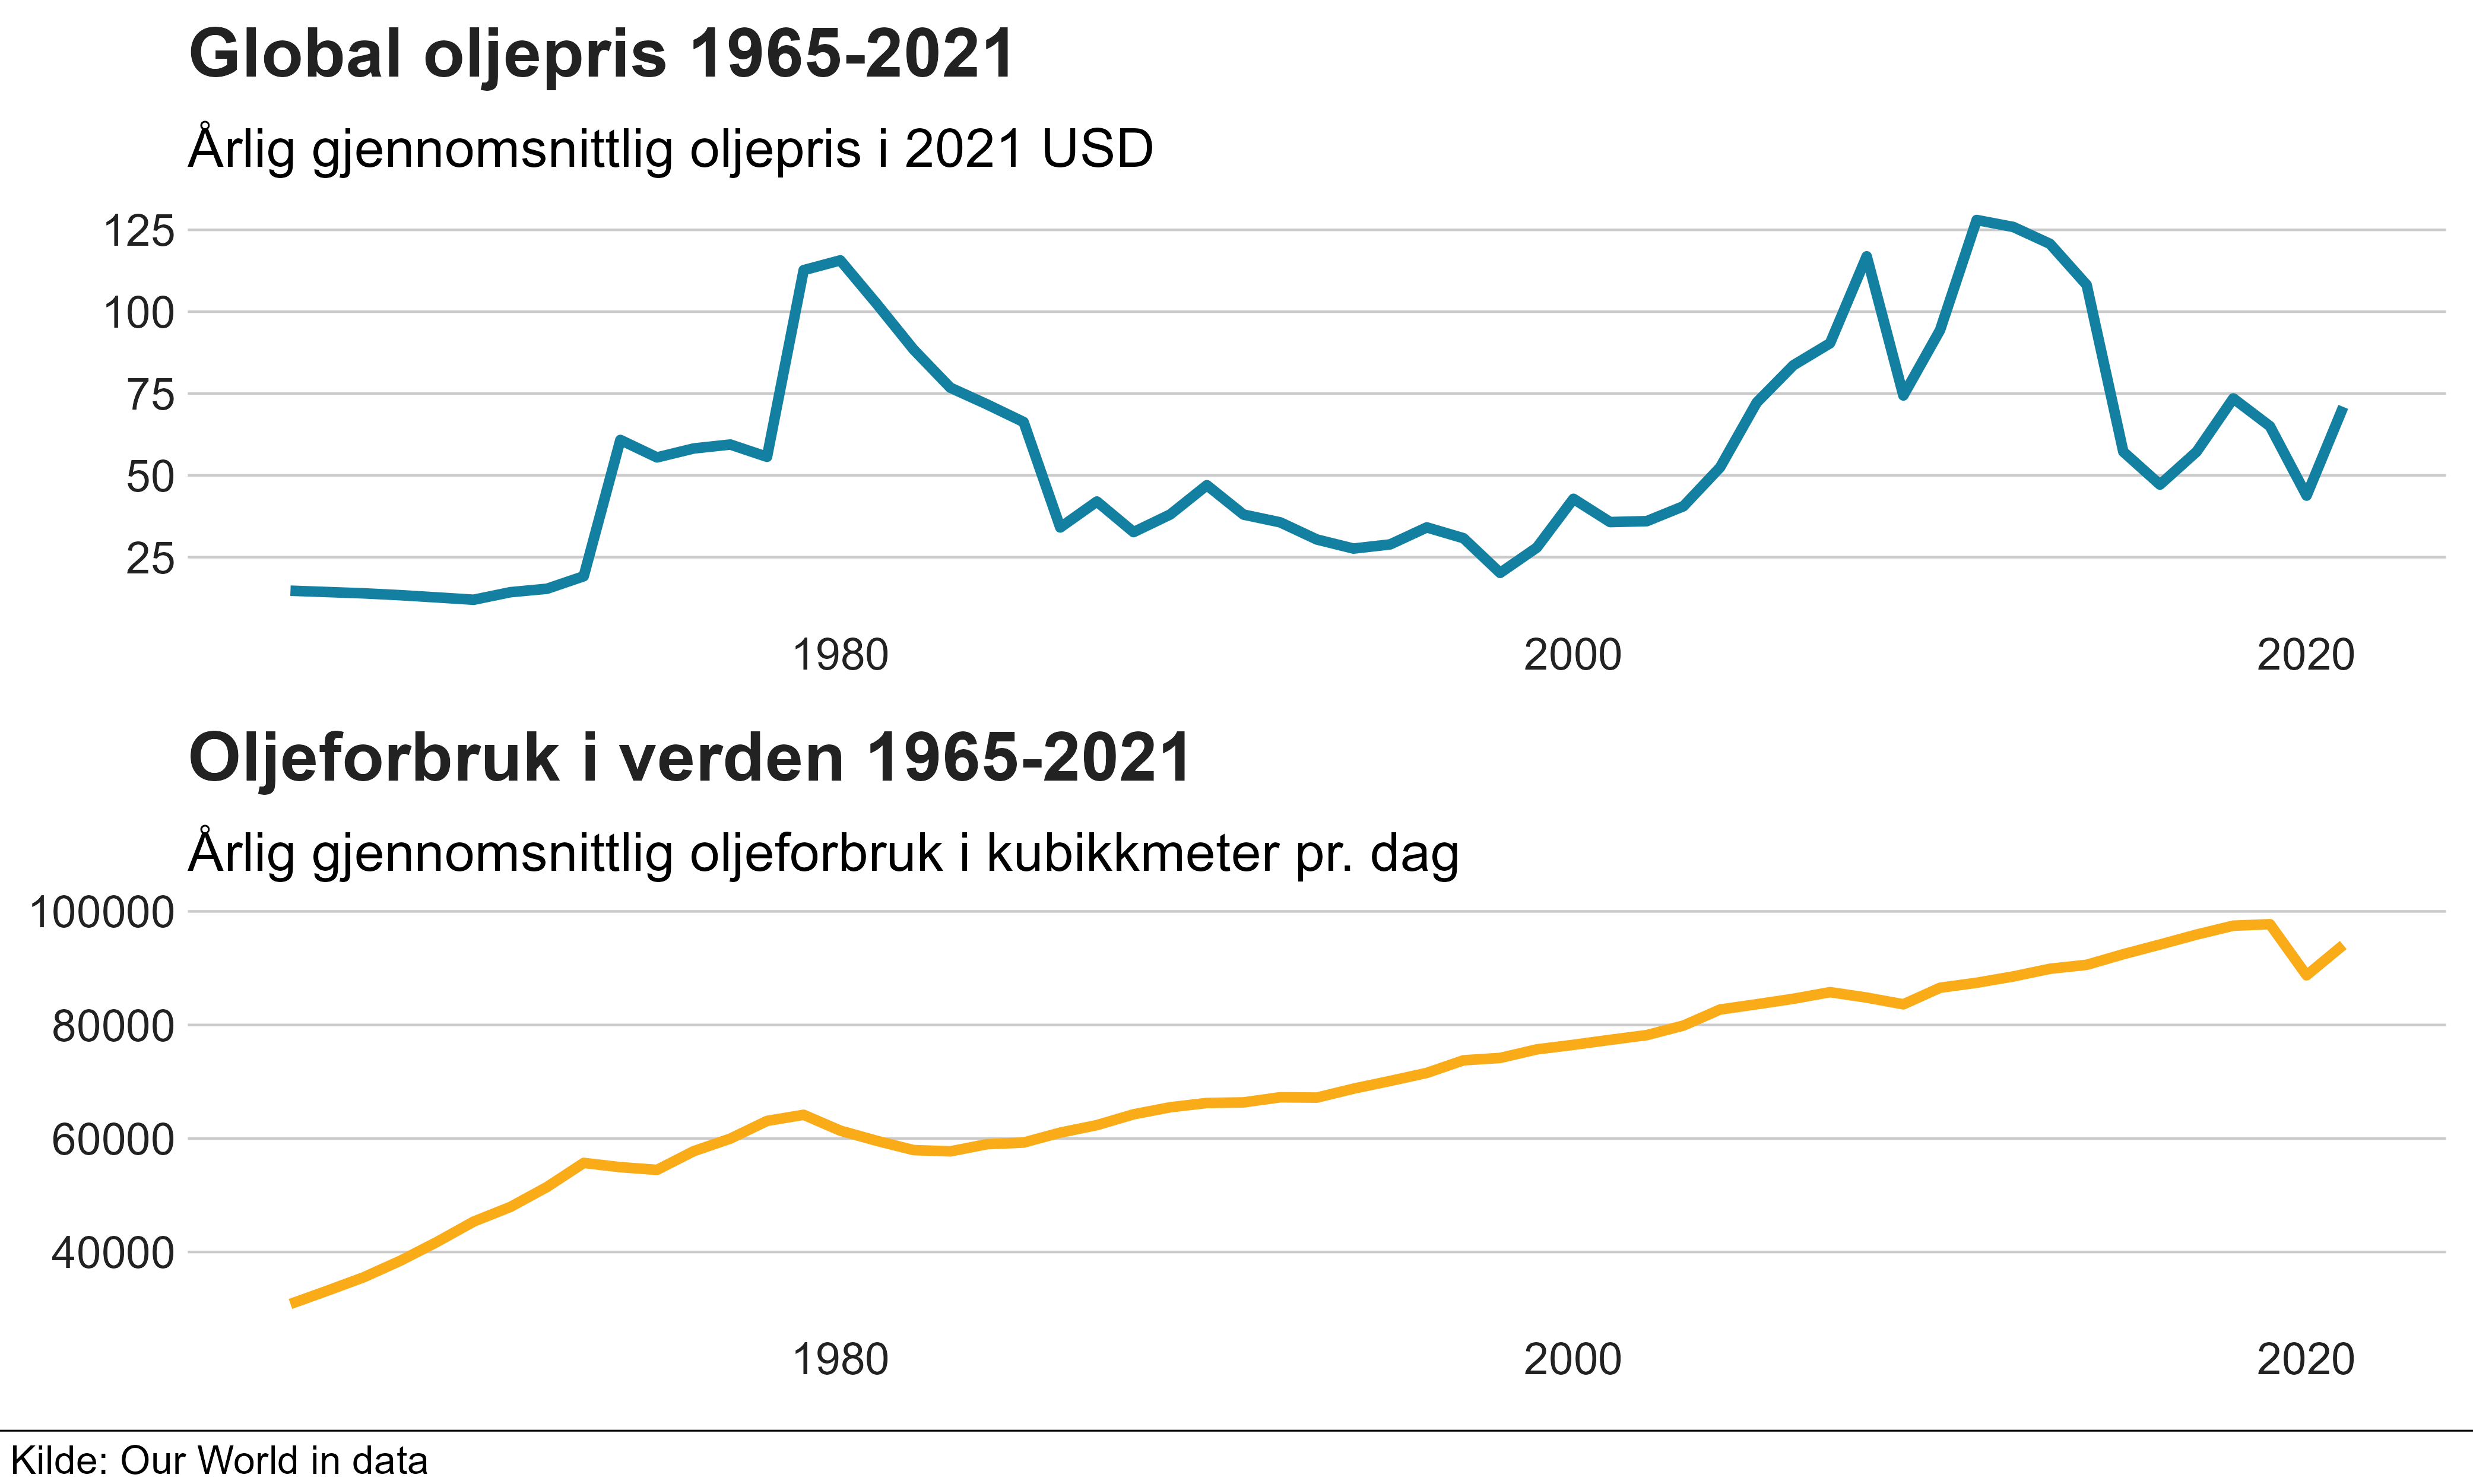 Global oljepris 1965-2021
Årlig gjennomsnittlig oljepris i 2021 USD
125
100
75
50
25
1980 2000 2020
Oljeforbruk i verden 1965-2021
Årlig gjennomsnittlig oljeforbruk i kubikkmeter pr. dag
100000
80000
60000
40000
1980 2000 2020
Kilde: Our World in data